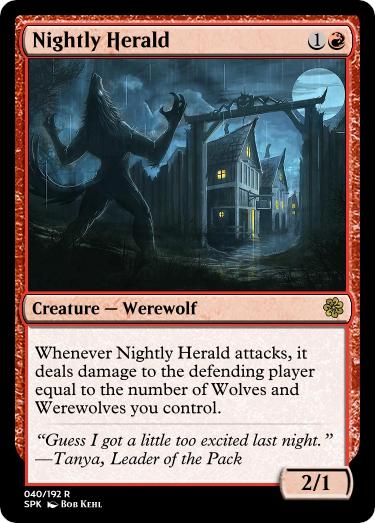 Nightly Herald 1
Creature — Werewolf
Whenever Nightly Herald attacks, it
deals damage to the defending player
equal to the number of Wolves and
Werewolves you control.
“Guess I got a little too excited last night.”
—Tanya, Leader of the Pack
2/1
040/192 R
SPK Bob Kehl